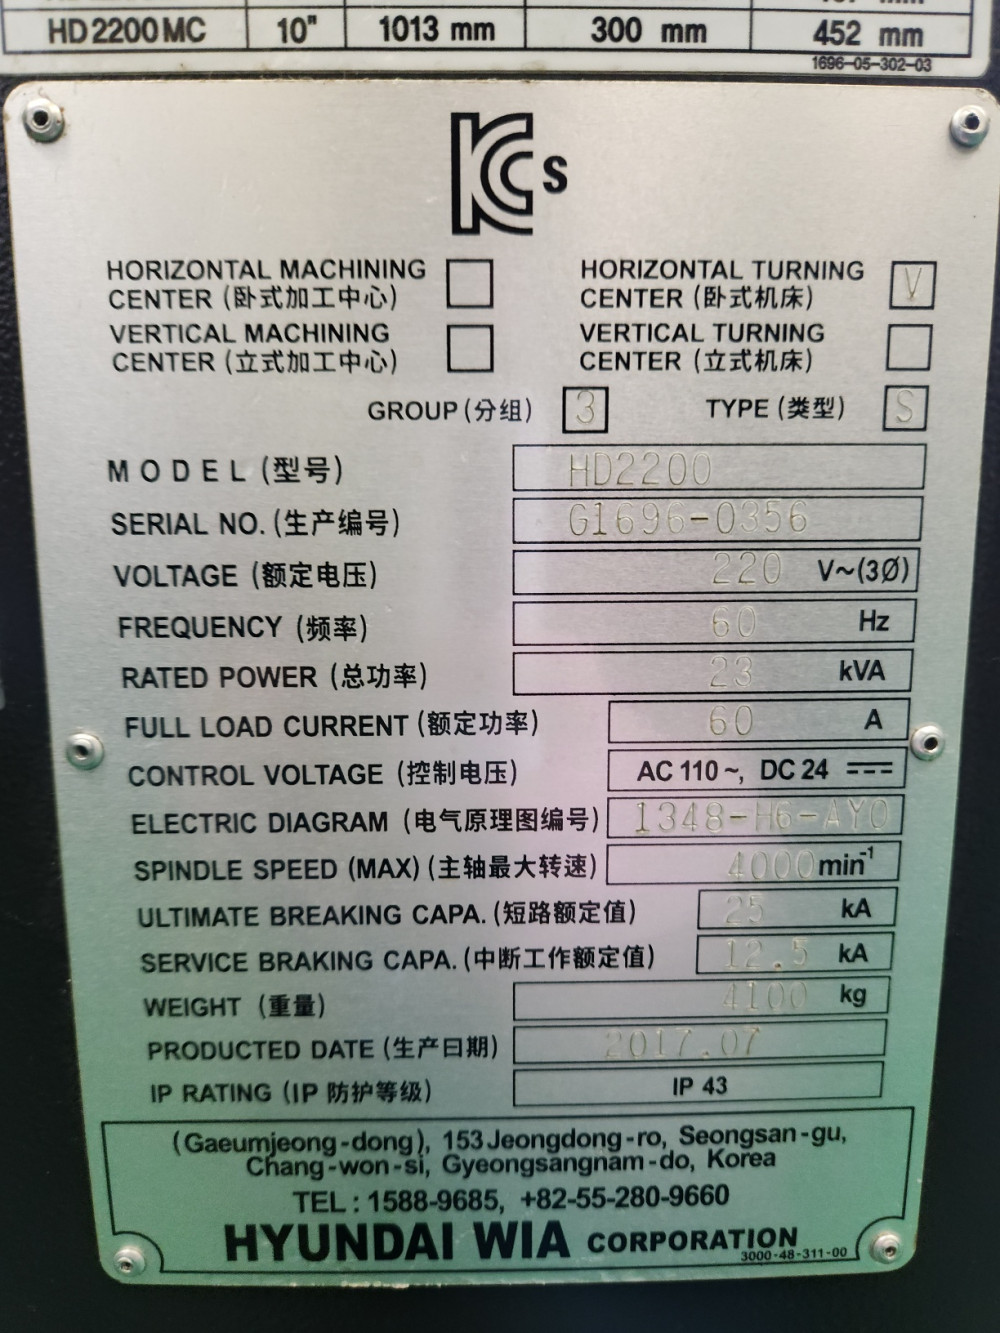 HD2200MC 10" 1013 mm 300 mm 452 mm
1696-05-302-03
KC s
HORIZONTAL MACHINING CENTER (卧式加工中心)
HORIZONTAL TURNING CENTER (卧式机床) V
VERTICAL MACHINING CENTER (立式加工中心)
VERTICAL TURNING CENTER (立式机床)
GROUP (分组) 3 TYPE (类型) S
MODEL (型号) HD2200
SERIAL NO. (生产编号) G1696-0356
VOLTAGE (额定电压) 220 V~(3Ø)
FREQUENCY (频率) 60 Hz
RATED POWER (总功率) 23 kVA
FULL LOAD CURRENT (额定功率) 60 A
CONTROL VOLTAGE (控制电压) AC 110 ~, DC 24
ELECTRIC DIAGRAM (电气原理图编号) 1348-H6-AY0
SPINDLE SPEED (MAX) (主轴最大转速) 4000 min⁻¹
ULTIMATE BREAKING CAPA. (短路额定值) 25 kA
SERVICE BRAKING CAPA. (中断工作额定值) 12.5 kA
WEIGHT (重量) 4100 kg
PRODUCTED DATE (生产日期) 2017.07
IP RATING (IP 防护等级) IP 43
(Gaeumjeong-dong), 153 Jeongdong-ro, Seongsan-gu,
Chang-won-si, Gyeongsangnam-do, Korea
TEL : 1588-9685, +82-55-280-9660
HYUNDAI WIA CORPORATION
3000-48-311-00